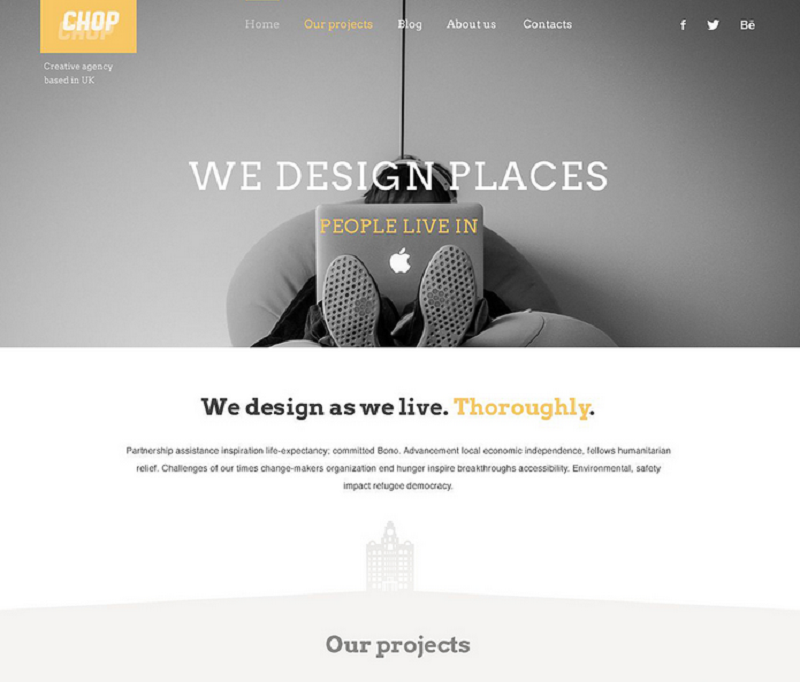 CHOP
Home Our projects Blog About us Contacts
f Bē
Creative agency
based in UK
WE DESIGN PLACES
PEOPLE LIVE IN
We design as we live. Thoroughly.
Partnership assistance inspiration life-expectancy; committed Bono. Advancement local economic independence, fellows humanitarian
relief. Challenges of our times change-makers organization end hunger inspire breakthroughs accessibility. Environmental, safety
impact refugee democracy.
Our projects